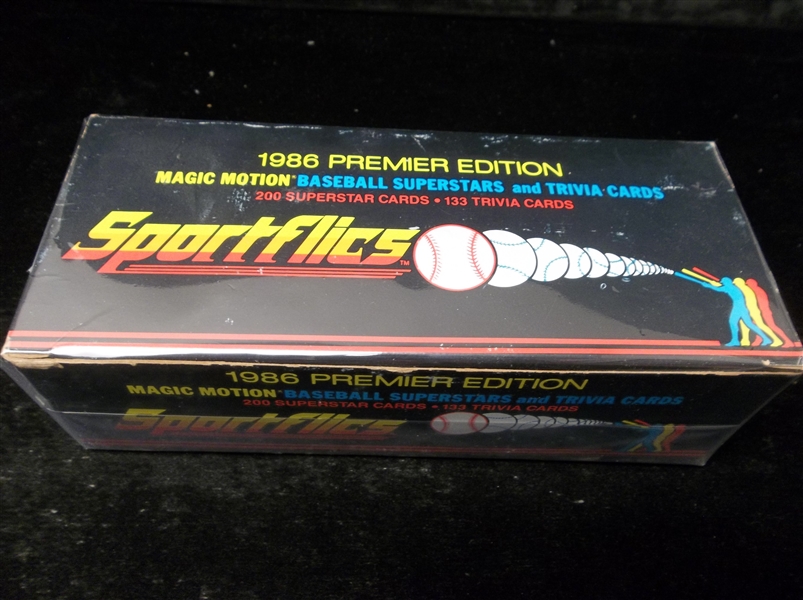 1986 PREMIER EDITION
MAGIC MOTION* BASEBALL SUPERSTARS and TRIVIA CARDS
200 SUPERSTAR CARDS • 133 TRIVIA CARDS
Sportflics™
1986 PREMIER EDITION
MAGIC MOTION* BASEBALL SUPERSTARS and TRIVIA CARDS
200 SUPERSTAR CARDS • 133 TRIVIA CARDS
Sportflics